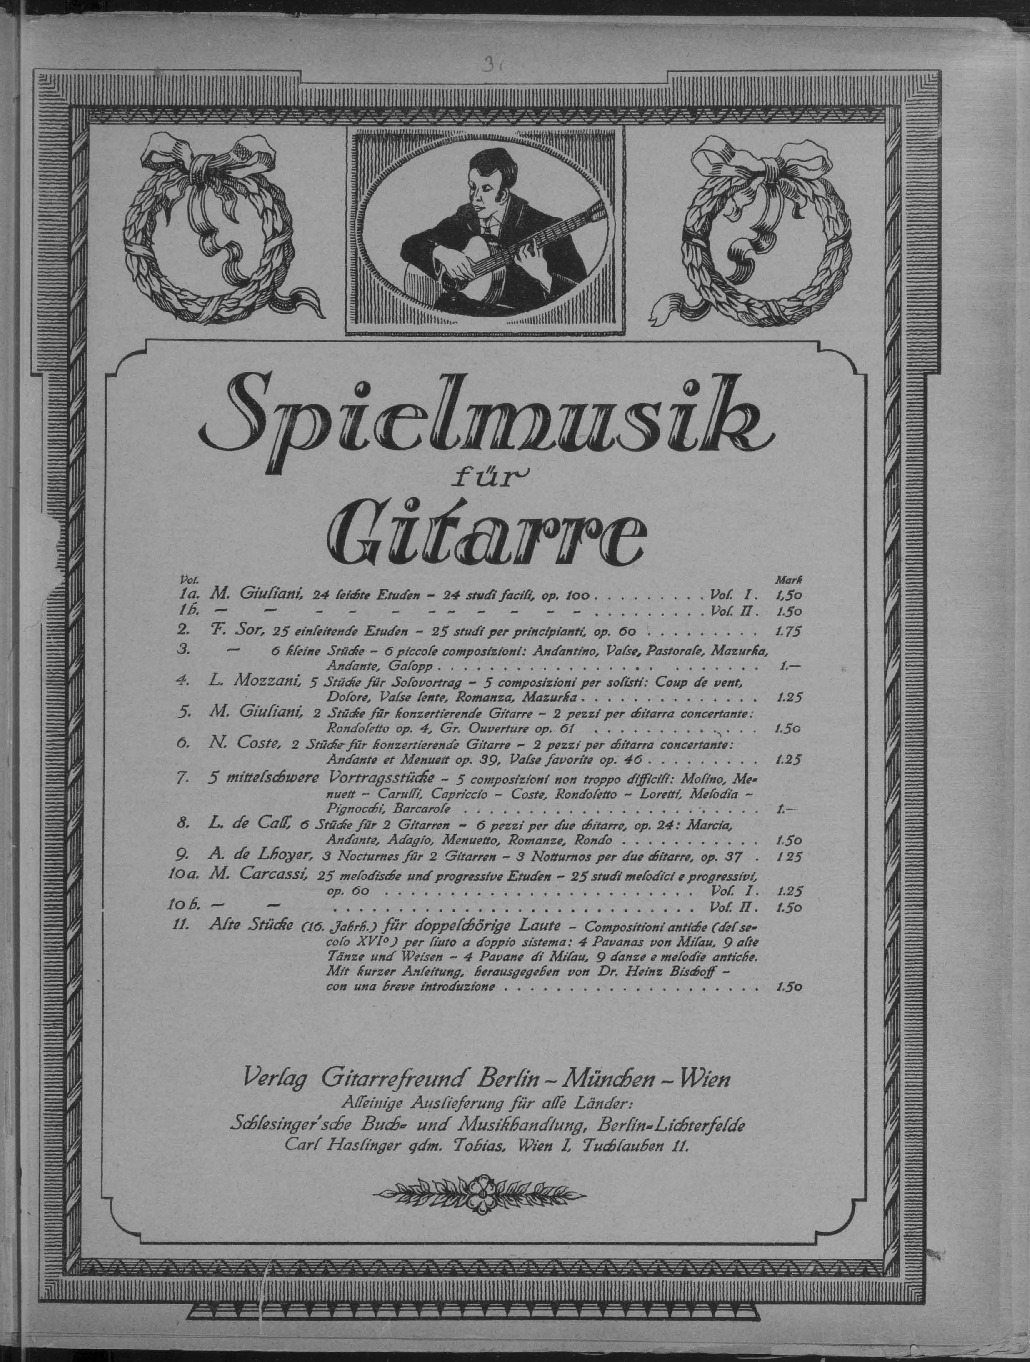 3
Spielmusik
für
Gitarre
Vol. Mark
1a. M. Giuliani, 24 leichte Etuden – 24 studi facili, op. 100 . . . . . . . . . Vol. I. 1,50
1b. – – – – – – – – – – – . . . . . . . . . Vol. II. 1.50
2. F. Sor, 25 einleitende Etuden – 25 studi per principianti, op. 60 . . . . . . . . . 1.75
3. – 6 kleine Stücke – 6 piccole composizioni: Andantino, Valse, Pastorale, Mazurka,
Andante, Galopp . . . . . . . . . . . . . . . . . . . . . . 1.–
4. L. Mozzani, 5 Stücke für Solovortrag – 5 composizioni per solisti: Coup de vent,
Dolore, Valse lente, Romanza, Mazurka . . . . . . . . . . . . . . 1.25
5. M. Giuliani, 2 Stücke für konzertierende Gitarre – 2 pezzi per chitarra concertante:
Rondoletto op. 4, Gr. Ouverture op. 61 . . . . . . . . . . . . . 1.50
6. N. Coste, 2 Stücke für konzertierende Gitarre – 2 pezzi per chitarra concertante:
Andante et Menuett op. 39, Valse favorite op. 46 . . . . . . . . . 1.25
7. 5 mittelschwere Vortragsstücke – 5 composizioni non troppo difficili: Molino, Me-
nuett – Carulli, Capriccio – Coste, Rondoletto – Loretti, Melodia –
Pignocchi, Barcarole . . . . . . . . . . . . . . . . . . . . . . . 1.–
8. L. de Call, 6 Stücke für 2 Gitarren – 6 pezzi per due chitarre, op. 24: Marcia,
Andante, Adagio, Menuetto, Romanze, Rondo . . . . . . . . . . . 1.50
9. A. de Lhoyer, 3 Nocturnes für 2 Gitarren – 3 Notturnos per due chitarre, op. 37 . 1 25
10a. M. Carcassi, 25 melodische und progressive Etuden – 25 studi melodici e progressivi,
op. 60 . . . . . . . . . . . . . . . . . . . . . . . . Vol. I. 1.25
10b. – – . . . . . . . . . . . . . . . . . . . . . . . . . . . . Vol. II. 1.50
11. Alte Stücke (16. Jahrh.) für doppelchörige Laute – Compositioni antiche (del se-
colo XVIº) per liuto a doppio sistema: 4 Pavanas von Milau, 9 alte
Tänze und Weisen – 4 Pavane di Milau, 9 danze e melodie antiche.
Mit kurzer Anleitung, herausgegeben von Dr. Heinz Bischoff –
con una breve introduzione . . . . . . . . . . . . . . . . . . . . 1.50
Verlag Gitarrefreund Berlin – München – Wien
Alleinige Auslieferung für alle Länder:
Schlesinger'sche Buch- und Musikhandlung, Berlin-Lichterfelde
Carl Haslinger qdm. Tobias, Wien I, Tuchlauben 11.